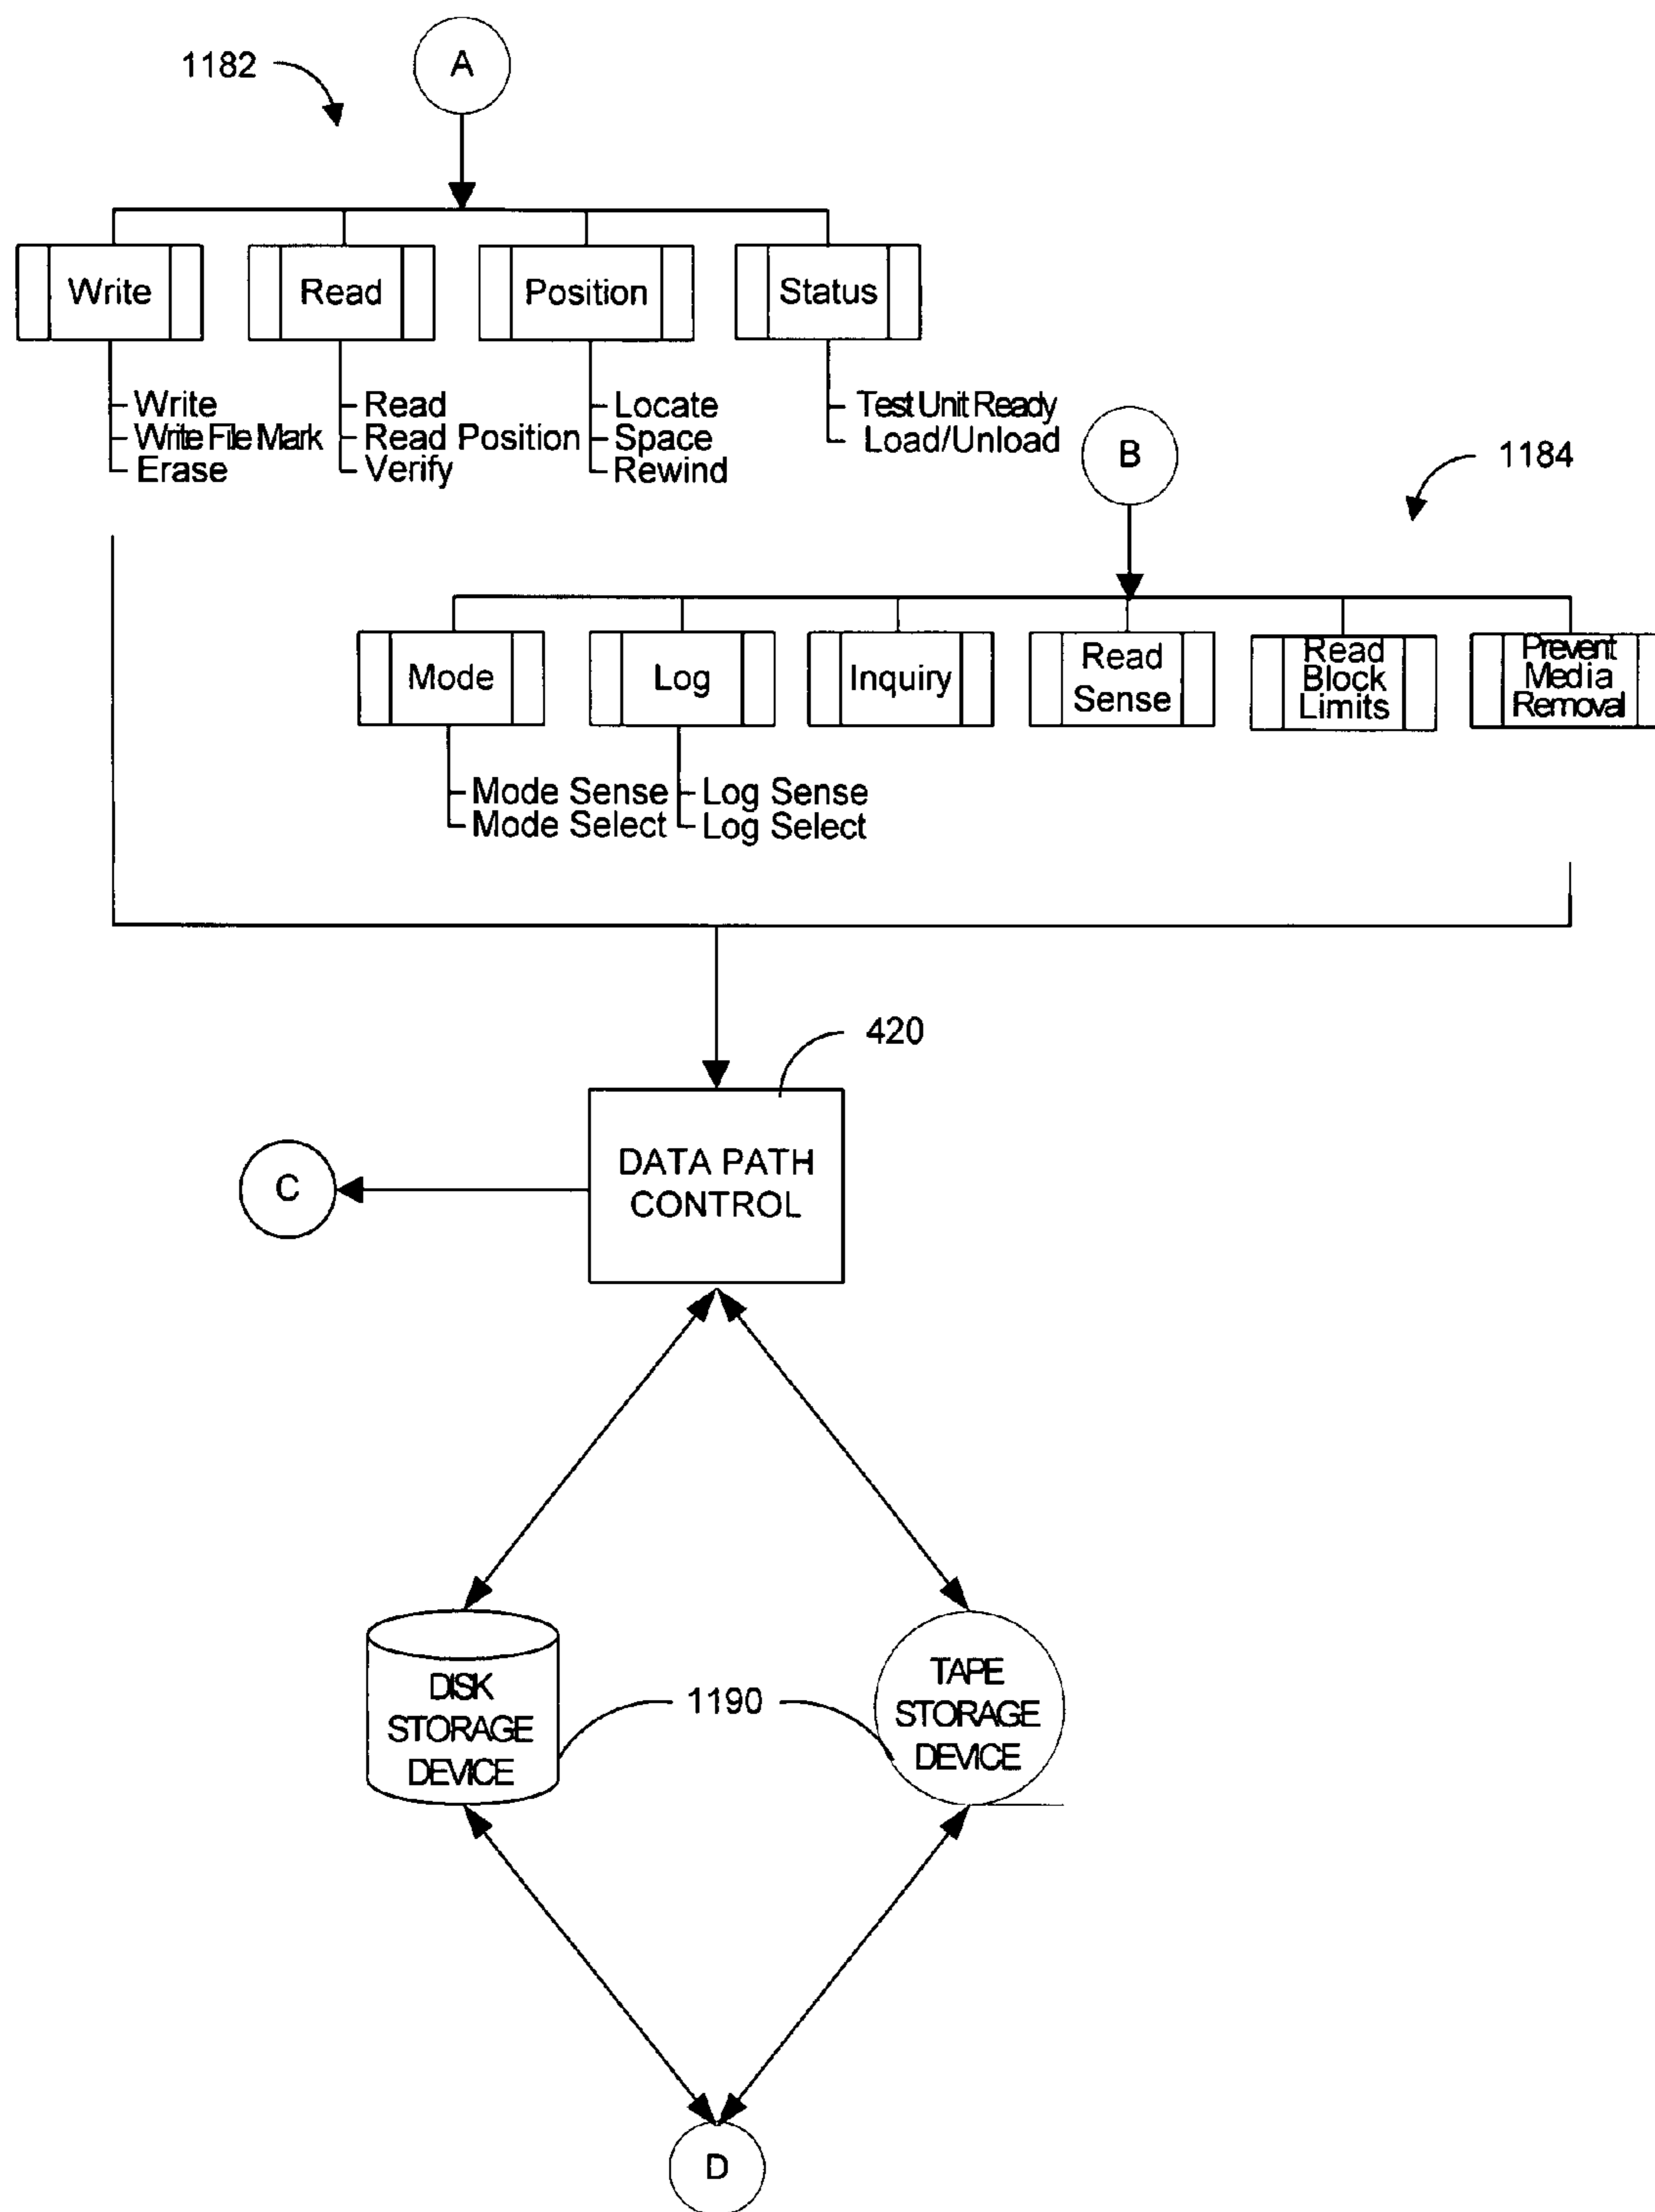 1182
A
Write
Read
Position
Status
Write
Write File Mark
Erase
Read
Read Position
Verify
Locate
Space
Rewind
Test Unit Ready
Load/Unload
B
1184
Mode
Log
Inquiry
Read
Sense
Read
Block
Limits
Prevent
Media
Removal
Mode Sense
Mode Select
Log Sense
Log Select
420
DATA PATH
CONTROL
C
DISK
STORAGE
DEVICE
1190
TAPE
STORAGE
DEVICE
D